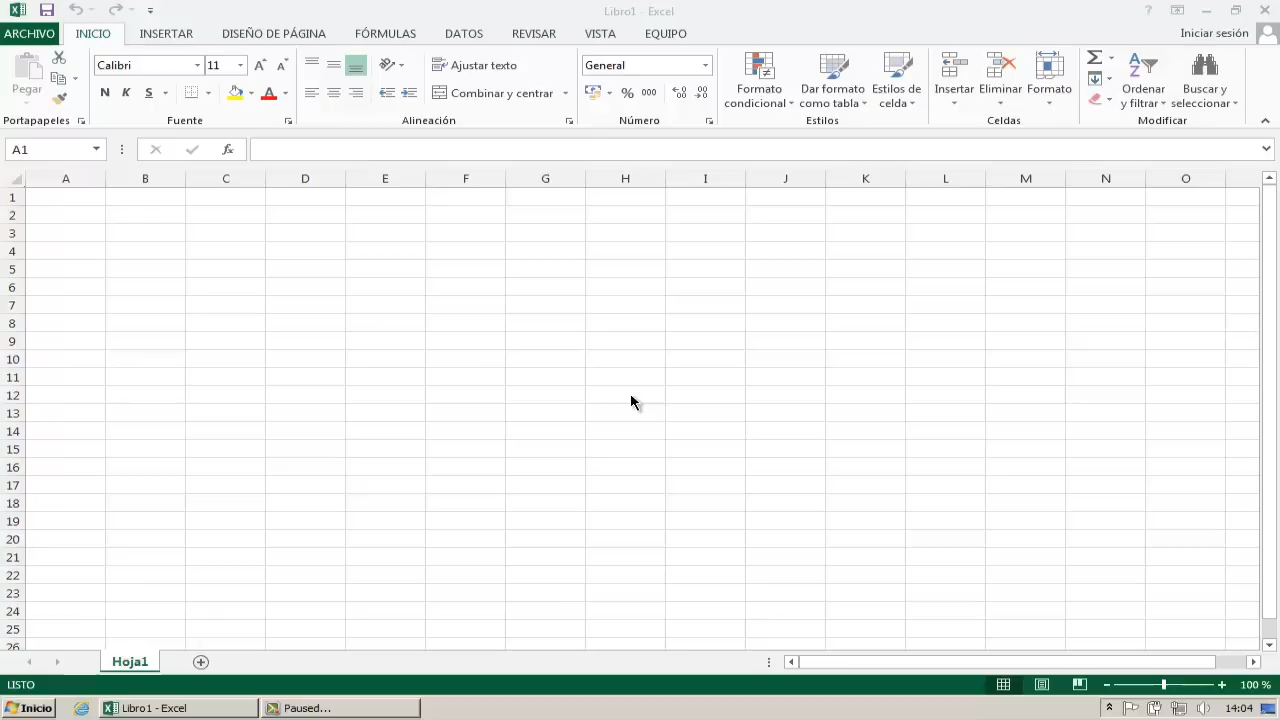 Libro1 - Excel
ARCHIVO INICIO INSERTAR DISEÑO DE PÁGINA FÓRMULAS DATOS REVISAR VISTA EQUIPO Iniciar sesión
Calibri 11 Ajustar texto General
Pegar N K S Combinar y centrar % 000
Formato condicional
Dar formato como tabla
Estilos de celda
Insertar Eliminar Formato
Ordenar y filtrar
Buscar y seleccionar
Portapapeles Fuente Alineación Número Estilos Celdas Modificar
A1 fx
A B C D E F G H I J K L M N O
1
2
3
4
5
6
7
8
9
10
11
12
13
14
15
16
17
18
19
20
21
22
23
24
25
26
Hoja1
LISTO 100 %
Inicio Libro1 - Excel Paused... 14:04